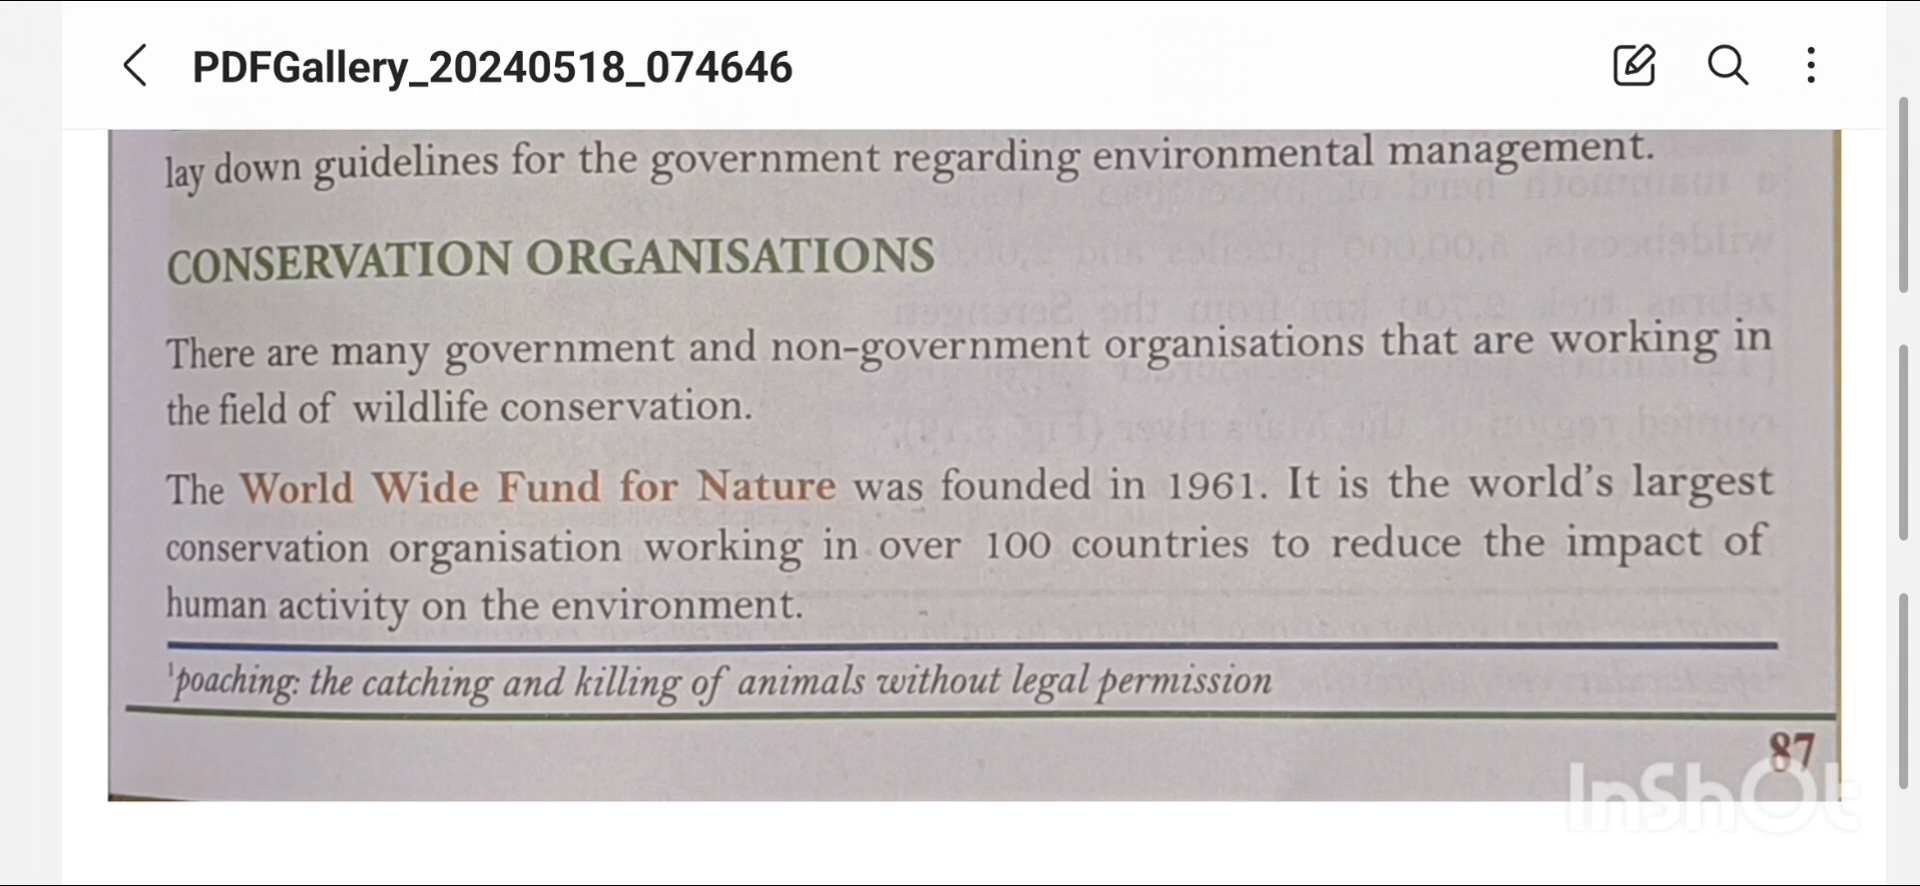 PDFGallery_20240518_074646
lay down guidelines for the government regarding environmental management.
CONSERVATION ORGANISATIONS
There are many government and non-government organisations that are working in
the field of wildlife conservation.
The World Wide Fund for Nature was founded in 1961. It is the world's largest
conservation organisation working in over 100 countries to reduce the impact of
human activity on the environment.
¹poaching: the catching and killing of animals without legal permission
87
InShOt